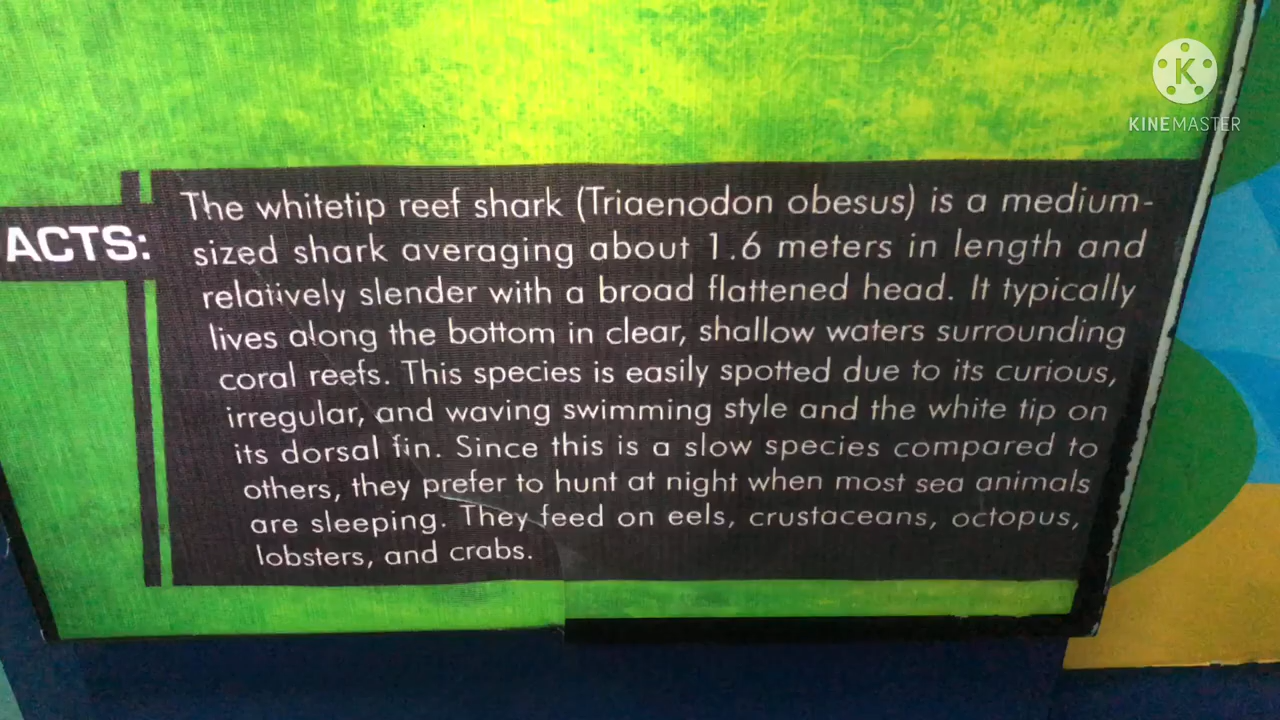 K
KINEMASTER
ACTS:
The whitetip reef shark (Triaenodon obesus) is a medium-
sized shark averaging about 1.6 meters in length and
relatively slender with a broad flattened head. It typically
lives along the bottom in clear, shallow waters surrounding
coral reefs. This species is easily spotted due to its curious,
irregular, and waving swimming style and the white tip on
its dorsal fin. Since this is a slow species compared to
others, they prefer to hunt at night when most sea animals
are sleeping. They feed on eels, crustaceans, octopus,
lobsters, and crabs.